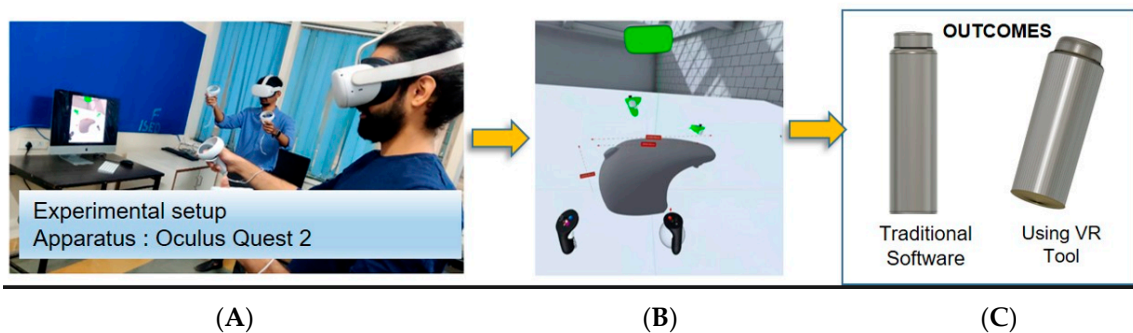 Experimental setup
Apparatus : Oculus Quest 2
OUTCOMES
Traditional
Software
Using VR
Tool
(A)
(B)
(C)